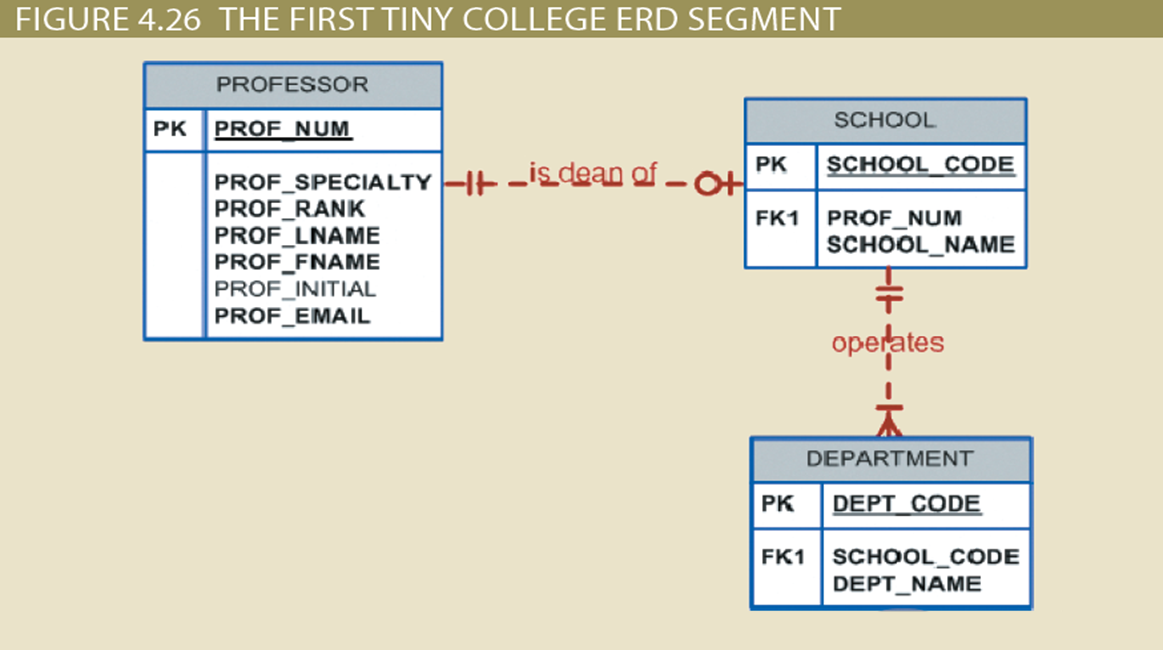 FIGURE 4.26 THE FIRST TINY COLLEGE ERD SEGMENT
PROFESSOR
PK PROF_NUM
PROF_SPECIALTY
PROF_RANK
PROF_LNAME
PROF_FNAME
PROF_INITIAL
PROF_EMAIL
is dean of
SCHOOL
PK SCHOOL_CODE
FK1 PROF_NUM
SCHOOL_NAME
operates
DEPARTMENT
PK DEPT_CODE
FK1 SCHOOL_CODE
DEPT_NAME